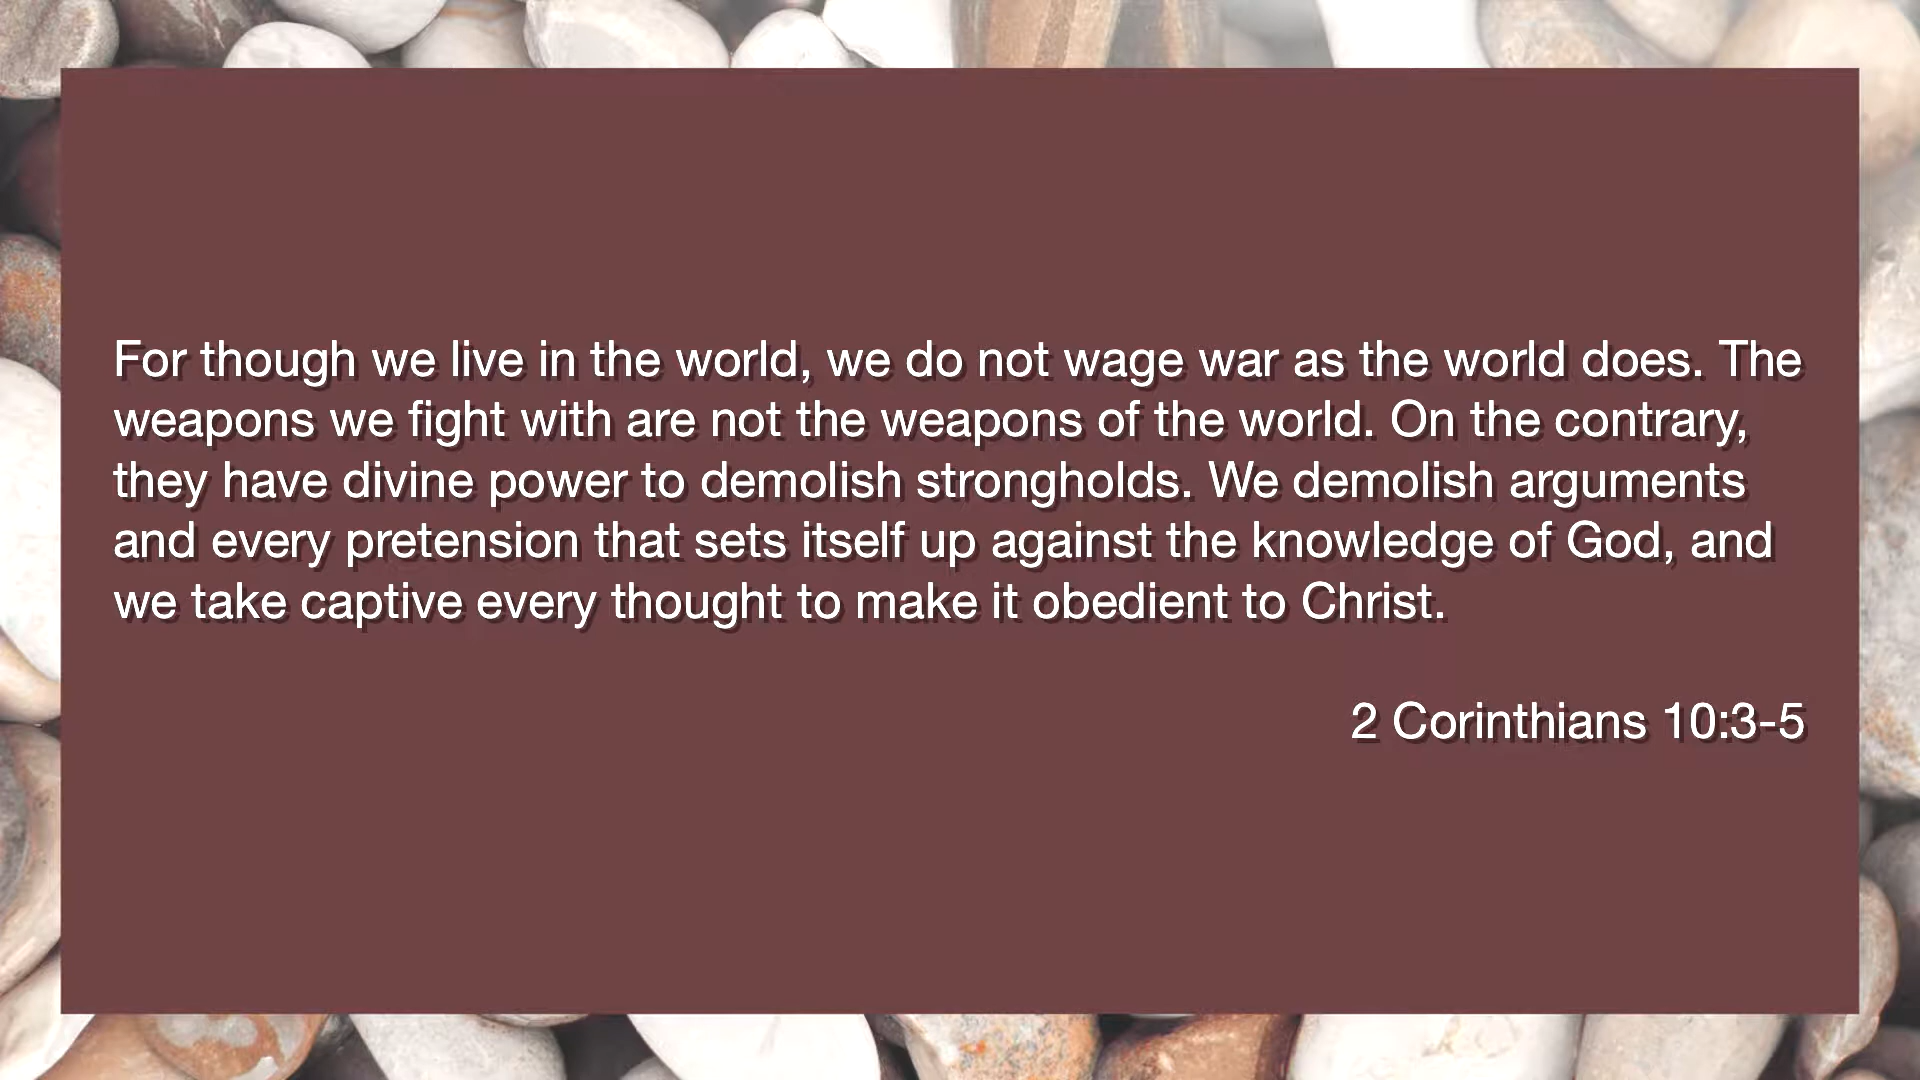 For though we live in the world, we do not wage war as the world does. The
weapons we fight with are not the weapons of the world. On the contrary,
they have divine power to demolish strongholds. We demolish arguments
and every pretension that sets itself up against the knowledge of God, and
we take captive every thought to make it obedient to Christ.
2 Corinthians 10:3-5